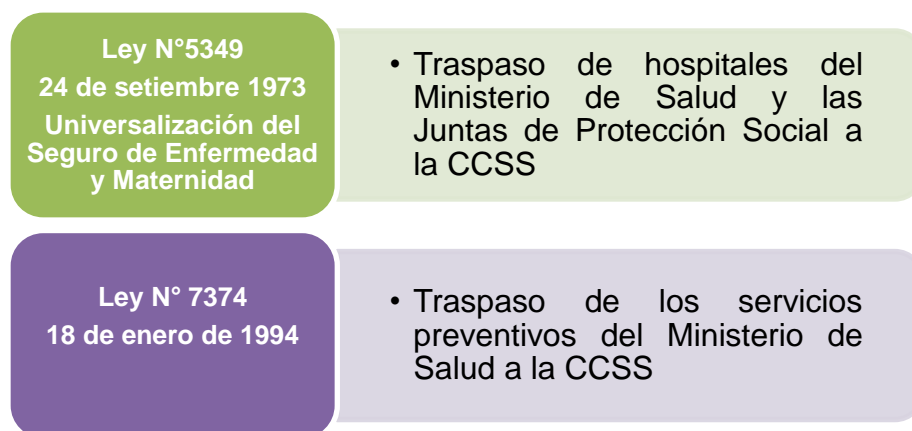 Ley N°5349
24 de setiembre 1973
Universalización del
Seguro de Enfermedad
y Maternidad
• Traspaso de hospitales del
Ministerio de Salud y las
Juntas de Protección Social a
la CCSS
Ley N° 7374
18 de enero de 1994
• Traspaso de los servicios
preventivos del Ministerio de
Salud a la CCSS